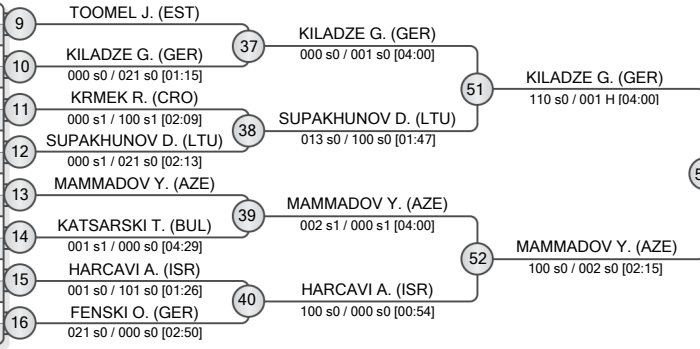 9
TOOMEL J. (EST)
37
KILADZE G. (GER)
000 s0 / 001 s0 [04:00]
10
KILADZE G. (GER)
000 s0 / 021 s0 [01:15]
51
KILADZE G. (GER)
110 s0 / 001 H [04:00]
11
KRMEK R. (CRO)
000 s1 / 100 s1 [02:09]
38
SUPAKHUNOV D. (LTU)
013 s0 / 100 s0 [01:47]
12
SUPAKHUNOV D. (LTU)
000 s1 / 021 s0 [02:13]
13
MAMMADOV Y. (AZE)
39
MAMMADOV Y. (AZE)
002 s1 / 000 s1 [04:00]
14
KATSARSKI T. (BUL)
001 s1 / 000 s0 [04:29]
52
MAMMADOV Y. (AZE)
100 s0 / 002 s0 [02:15]
15
HARCAVI A. (ISR)
001 s0 / 101 s0 [01:26]
40
HARCAVI A. (ISR)
100 s0 / 000 s0 [00:54]
16
FENSKI O. (GER)
021 s0 / 000 s0 [02:50]